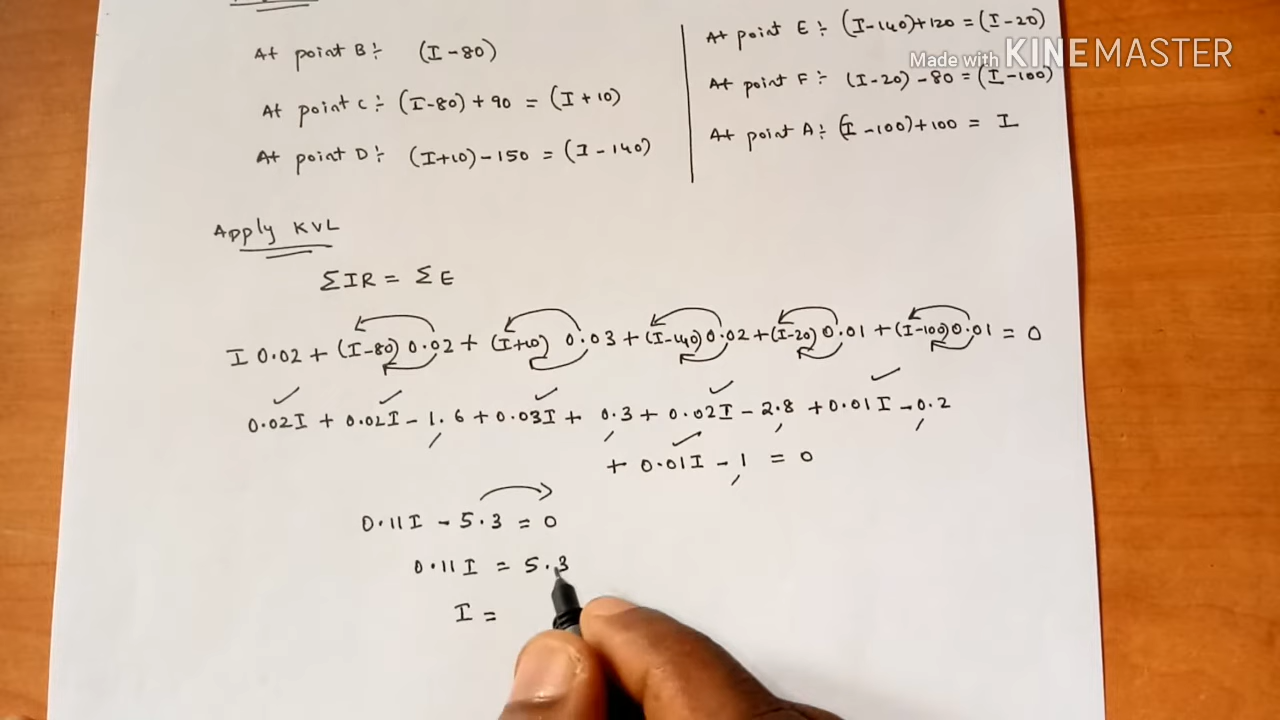 At point B :- (I-80)
At point C :- (I-80) + 90 = (I+10)
At point D :- (I+10) - 150 = (I-140)
At point E :- (I-140)+120 = (I-20)
At point F :- (I-20) - 80 = (I-100)
At point A :- (I-100)+100 = I
Made with KINEMASTER
Apply KVL
ΣIR = ΣE
I 0.02 + (I-80) 0.02 + (I+10) 0.03 + (I-140) 0.02 + (I-20) 0.01 + (I-100) 0.01 = 0
0.02I + 0.02I - 1.6 + 0.03I + 0.3 + 0.02I - 2.8 + 0.01I - 0.2
+ 0.01I - 1 = 0
0.11I - 5.3 = 0
0.11I = 5.3
I =